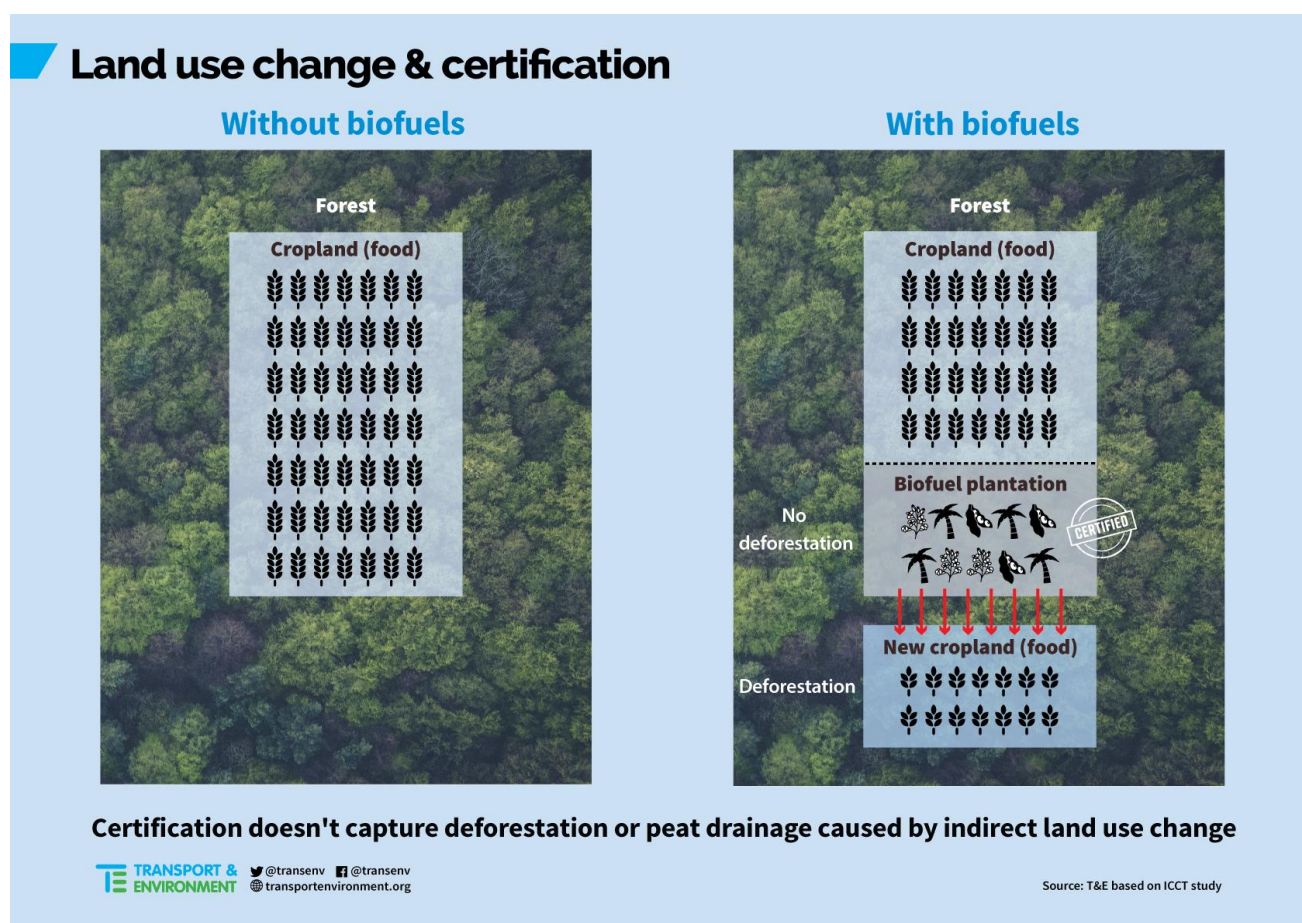 Land use change & certification
Without biofuels
Forest
Cropland (food)
With biofuels
Forest
Cropland (food)
Biofuel plantation
No
deforestation
CERTIFIED
New cropland (food)
Deforestation
Certification doesn't capture deforestation or peat drainage caused by indirect land use change
TE TRANSPORT &
ENVIRONMENT
@transenv @transenv
transportenvironment.org
Source: T&E based on ICCT study